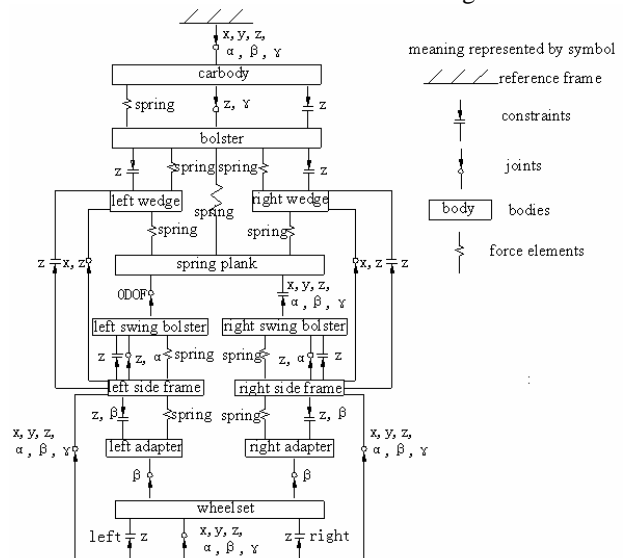 x, y, z,
α, β, γ
carbody
spring
z, γ
z
bolster
z
spring
spring
z
left wedge
right wedge
spring
spring
spring
z
x, z
x, z
z
spring plank
ODOF
x, y, z,
α, β, γ
left swing bolster
right swing bolster
z
z, α
spring
spring
z, α
z
left side frame
right side frame
z, β
spring
spring
z, β
x, y, z,
α, β, γ
x, y, z,
α, β, γ
left adapter
right adapter
β
β
wheelset
left
z
x, y, z,
α, β, γ
z
right
meaning represented by symbol
reference frame
constraints
joints
body
bodies
force elements
: